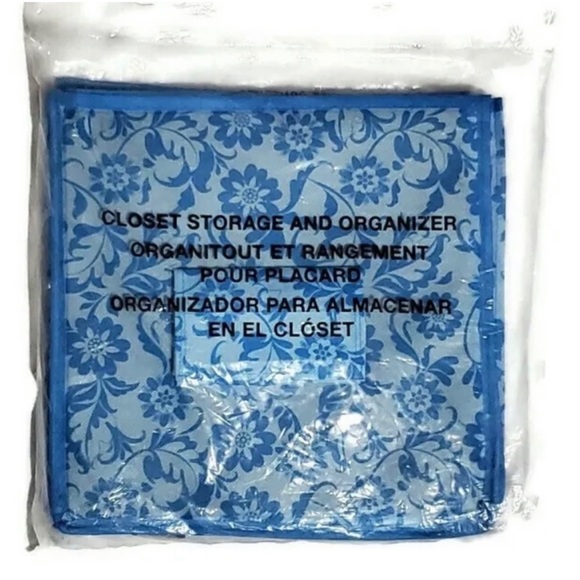 CLOSET STORAGE AND ORGANIZER
ORGANITOUT ET RANGEMENT
POUR PLACARD
ORGANIZADOR PARA ALMACENAR
EN EL CLÓSET